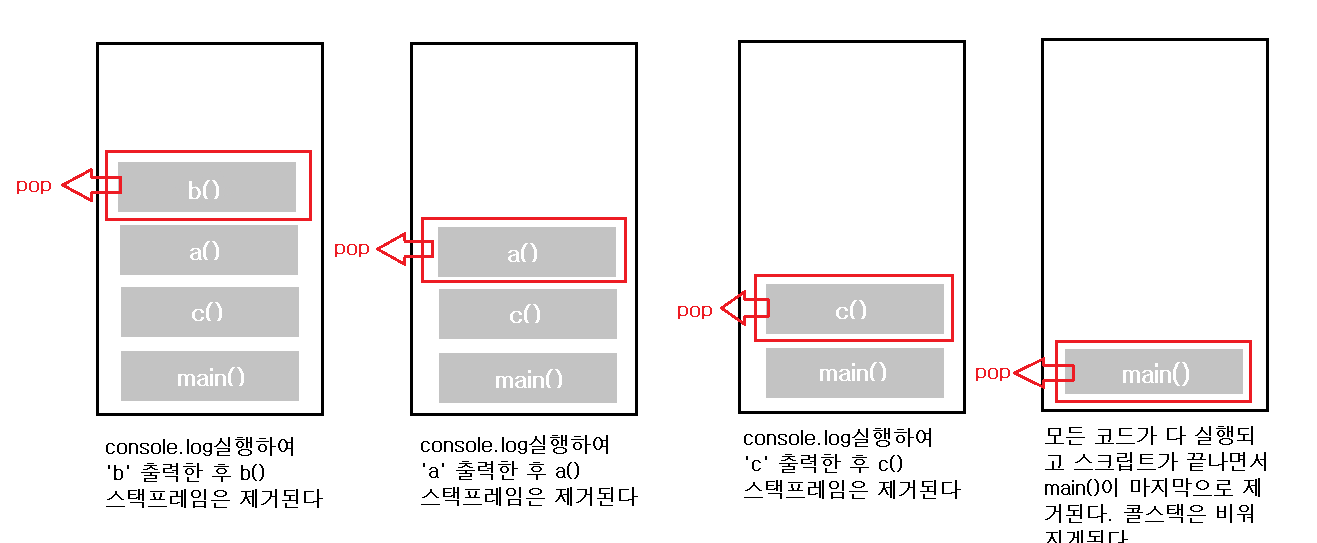 pop
b()
a()
c()
main()
console.log실행하여
'b' 출력한 후 b()
스택프레임은 제거된다
pop
a()
c()
main()
console.log실행하여
'a' 출력한 후 a()
스택프레임은 제거된다
pop
c()
main()
console.log실행하여
'c' 출력한 후 c()
스택프레임은 제거된다
pop
main()
모든 코드가 다 실행되
고 스크립트가 끝나면서
main()이 마지막으로 제
거된다. 콜스택은 비워
지게된다